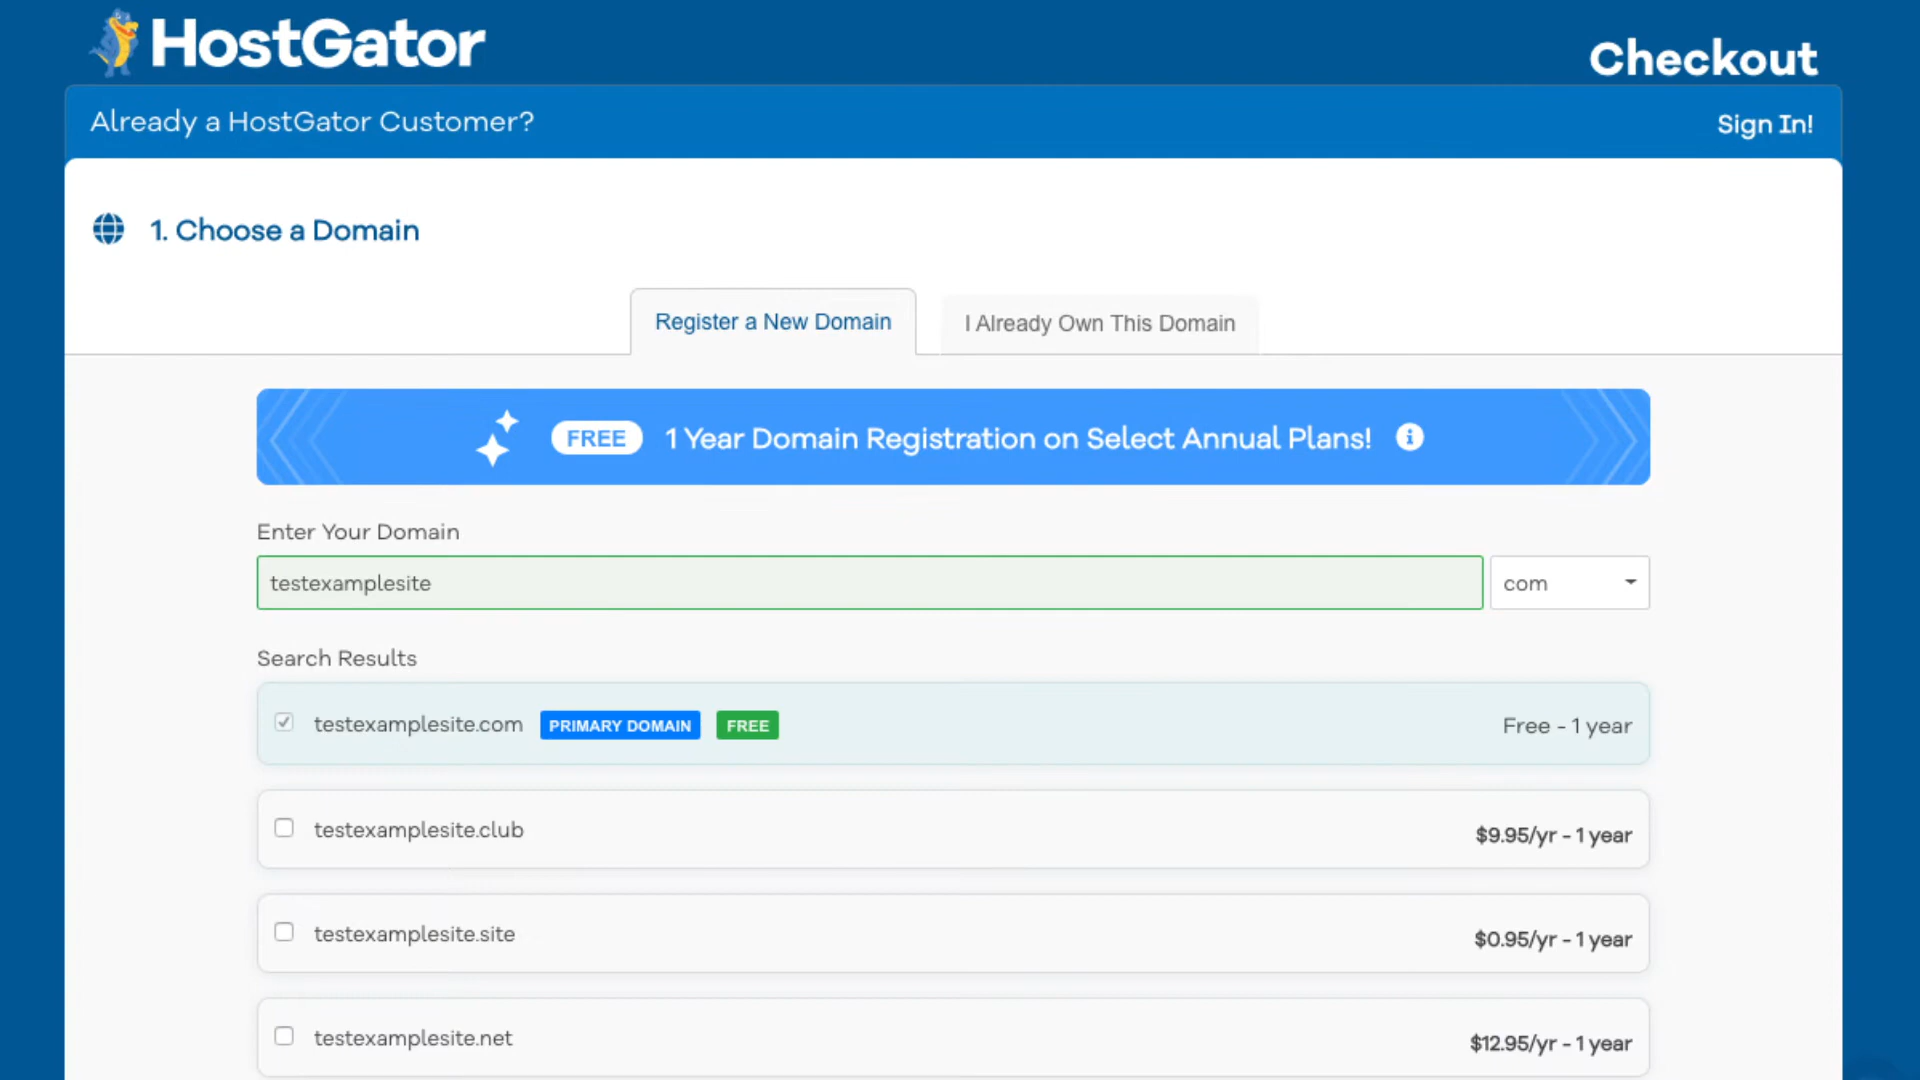 HostGator
Checkout
Already a HostGator Customer?
Sign In!
1. Choose a Domain
Register a New Domain
I Already Own This Domain
FREE 1 Year Domain Registration on Select Annual Plans!
Enter Your Domain
testexamplesite
com
Search Results
testexamplesite.com PRIMARY DOMAIN FREE Free - 1 year
testexamplesite.club $9.95/yr - 1 year
testexamplesite.site $0.95/yr - 1 year
testexamplesite.net $12.95/yr - 1 year